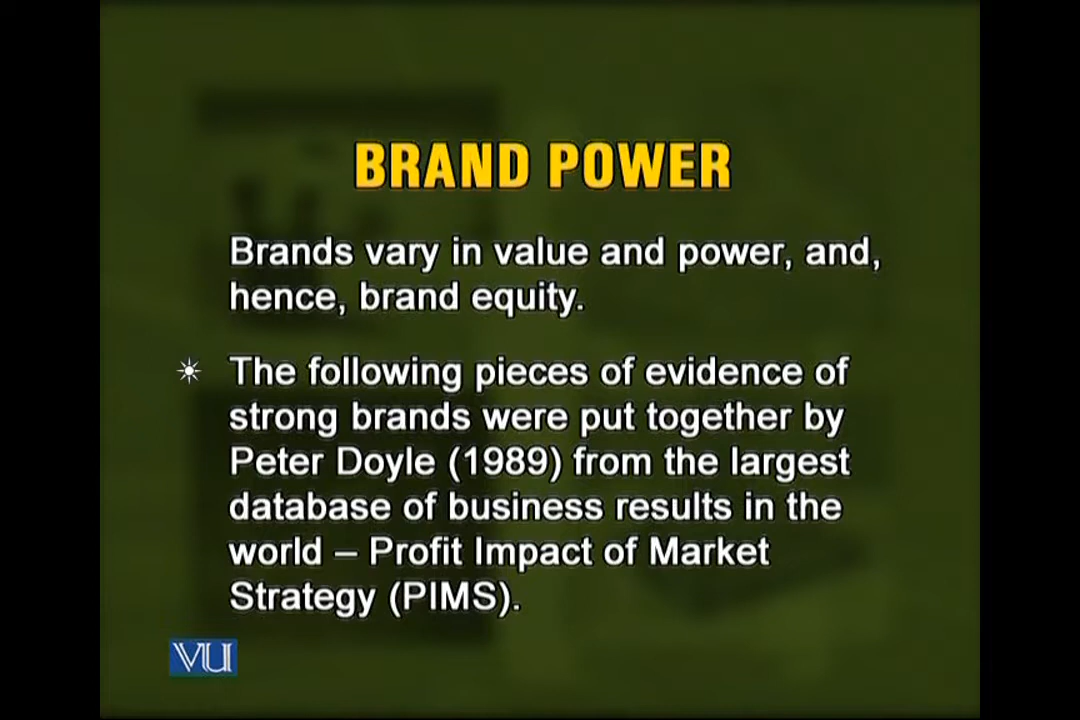 BRAND POWER
Brands vary in value and power, and,
hence, brand equity.
The following pieces of evidence of
strong brands were put together by
Peter Doyle (1989) from the largest
database of business results in the
world – Profit Impact of Market
Strategy (PIMS).
VU